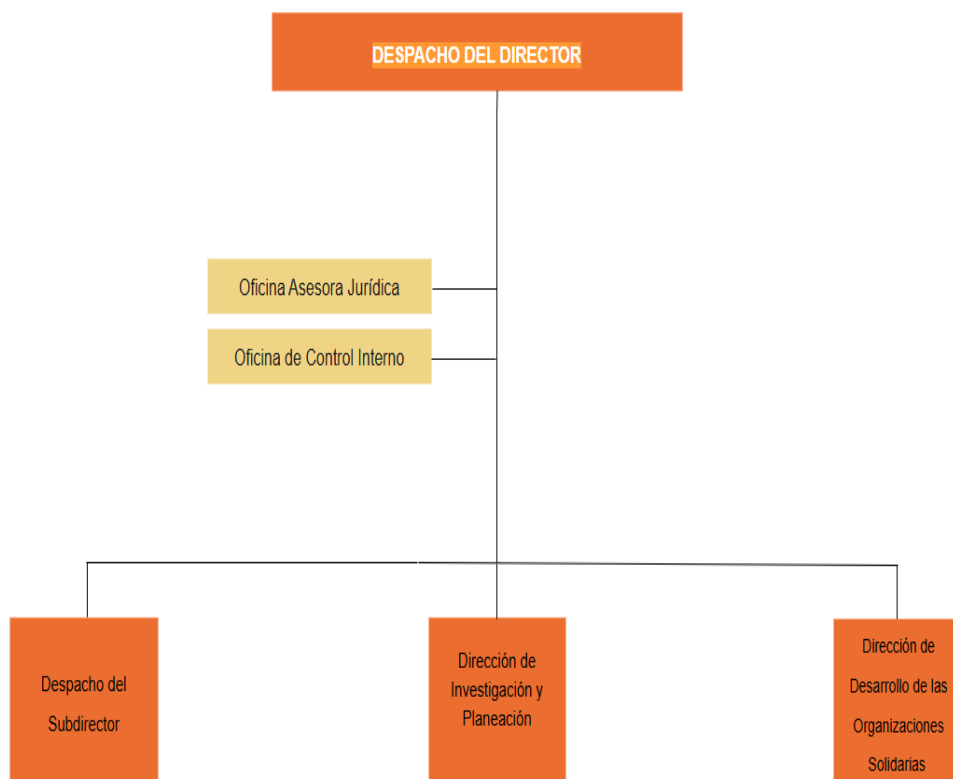 DESPACHO DEL DIRECTOR
Oficina Asesora Jurídica
Oficina de Control Interno
Despacho del
Subdirector
Dirección de
Investigación y
Planeación
Dirección de
Desarrollo de las
Organizaciones
Solidarias